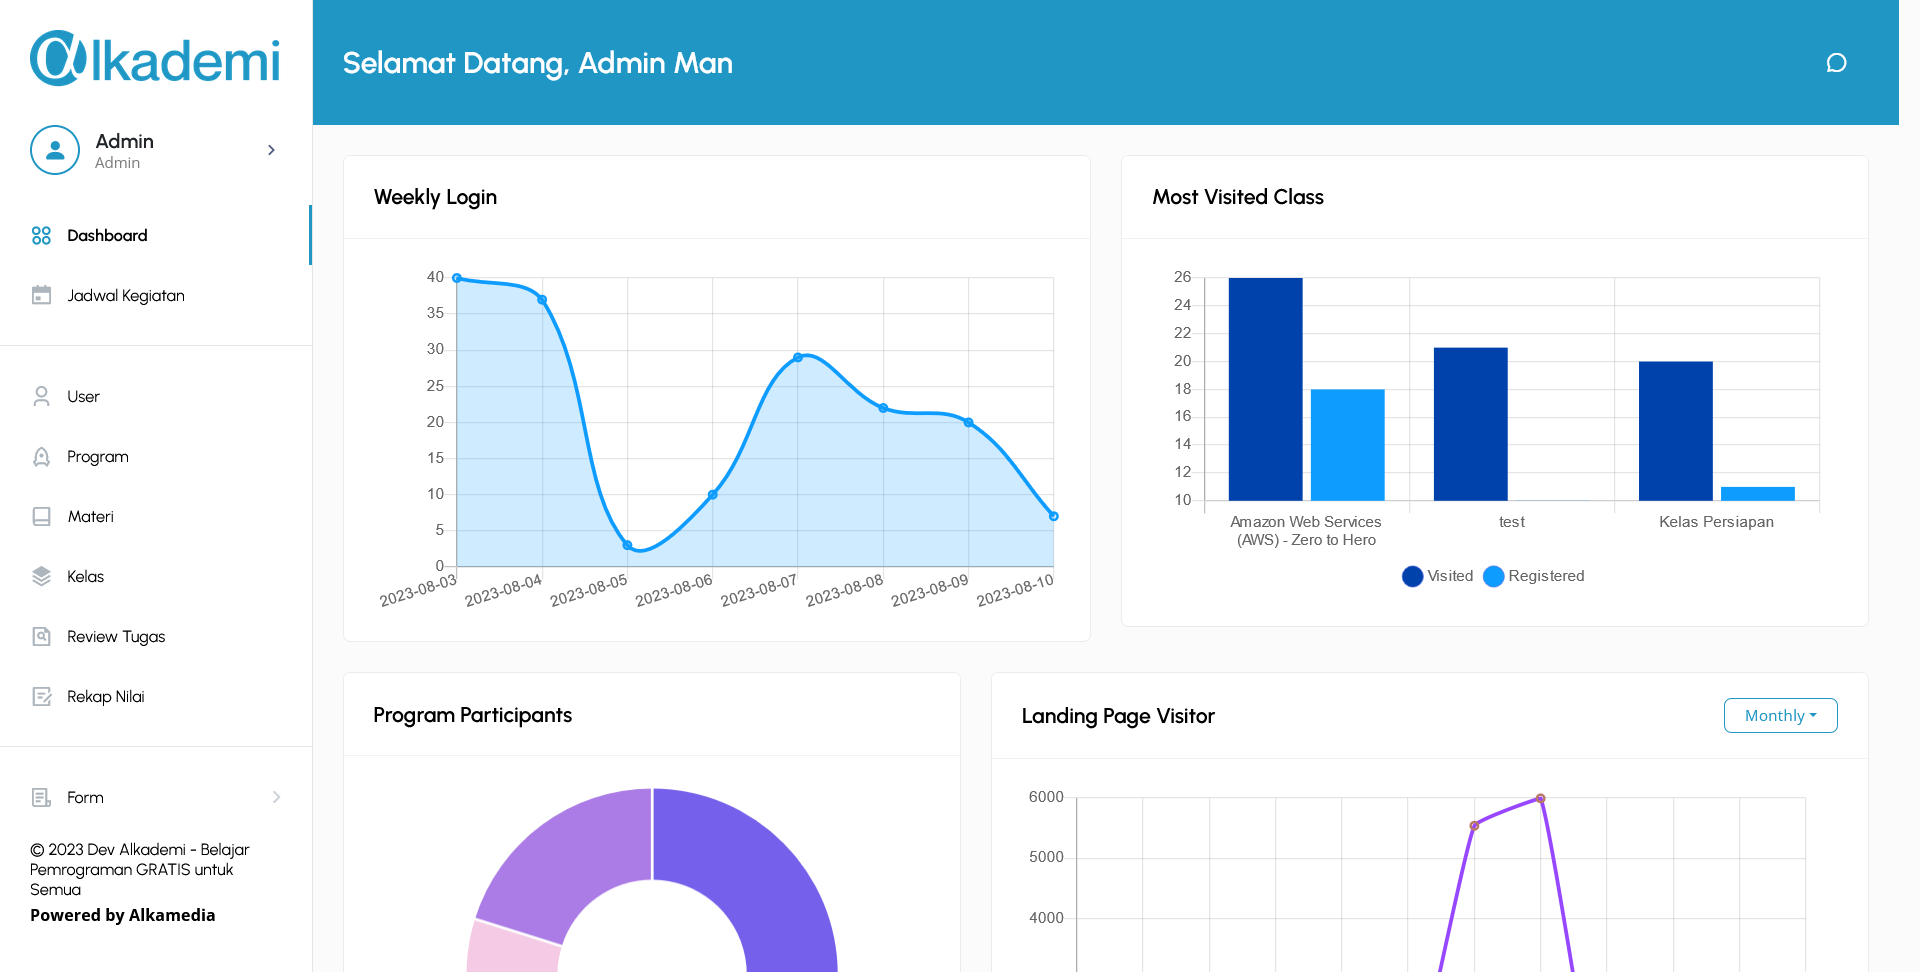 alkademi
Admin
Admin
Dashboard
Jadwal Kegiatan
User
Program
Materi
Kelas
Review Tugas
Rekap Nilai
Form
© 2023 Dev Alkademi - Belajar
Pemrograman GRATIS untuk
Semua
Powered by Alkamedia
Selamat Datang, Admin Man
Weekly Login
40
35
30
25
20
15
10
5
0
2023-08-03
2023-08-04
2023-08-05
2023-08-06
2023-08-07
2023-08-08
2023-08-09
2023-08-10
Most Visited Class
26
24
22
20
18
16
14
12
10
Amazon Web Services
(AWS) - Zero to Hero
test
Kelas Persiapan
Visited
Registered
Program Participants
Landing Page Visitor
Monthly
6000
5000
4000